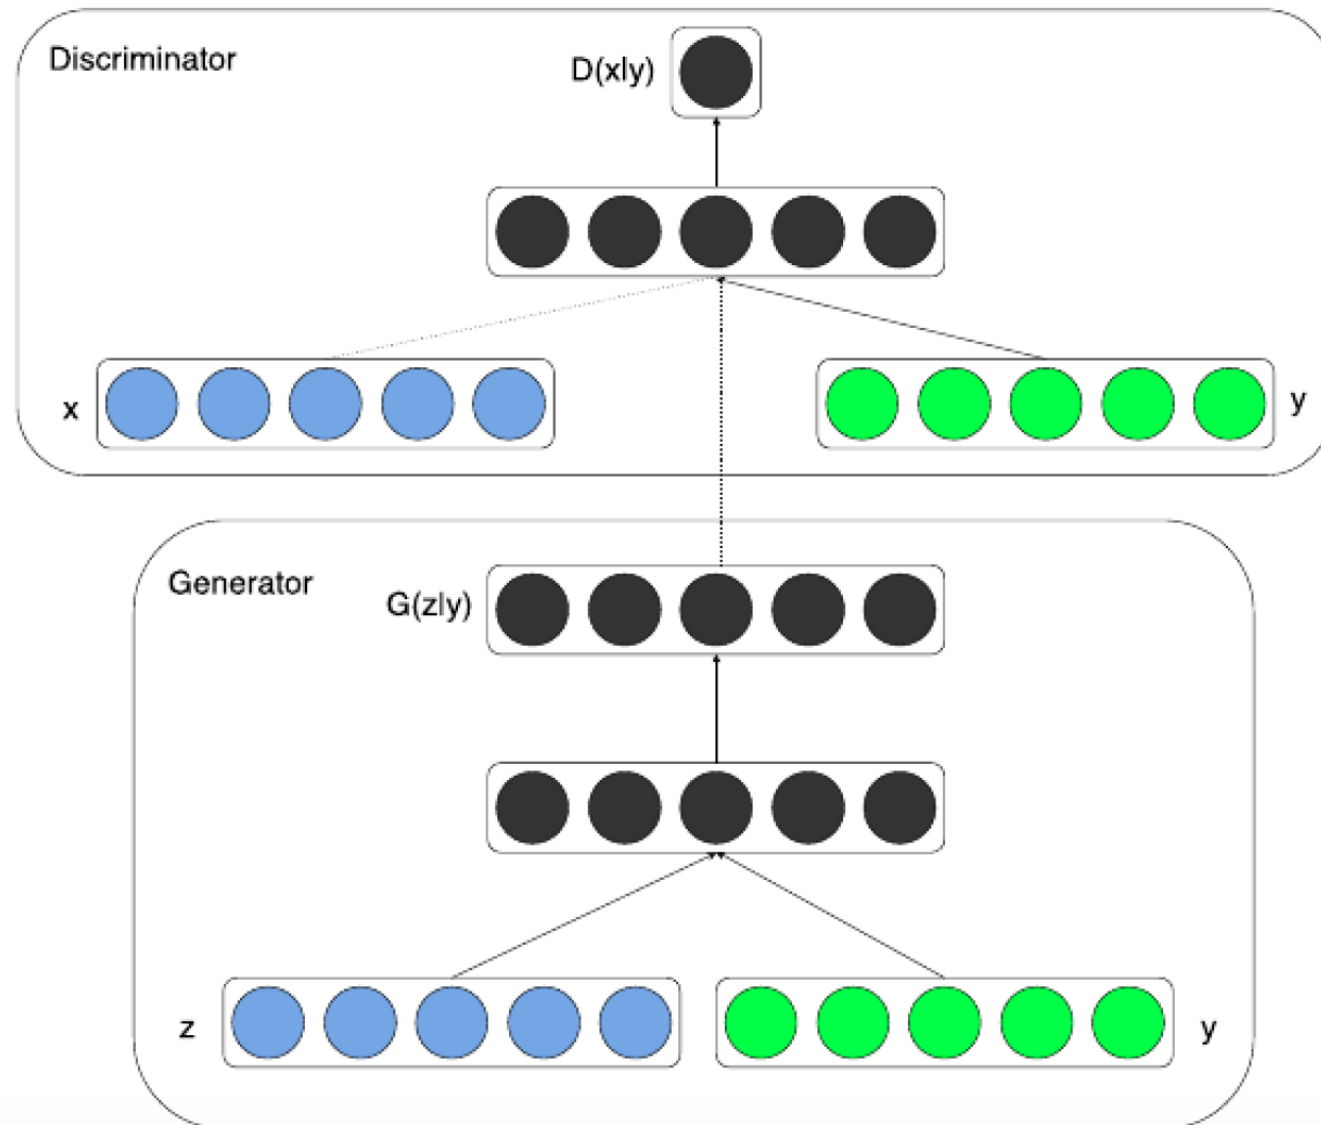 Discriminator
D(x|y)
x
y
Generator
G(z|y)
z
y